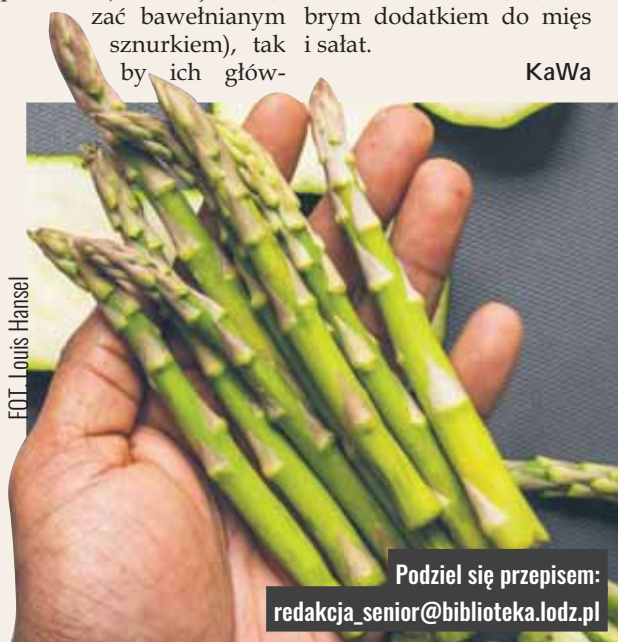 zać bawełnianym
sznurkiem), tak
by ich głów-
brym dodatkiem do mięs
i sałat.
KaWa
FOT. Louis Hansel
Podziel się przepisem:
redakcja_senior@biblioteka.lodz.pl